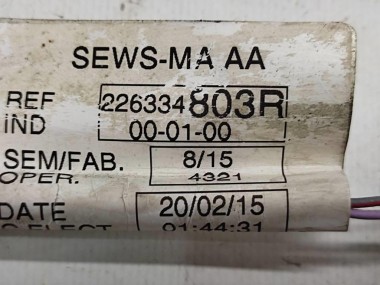 SEWS-MA AA
REF 226334803R
IND 00-01-00
SEM/FAB. 8/15
OPER. 4321
DATE 20/02/15
01:44:31